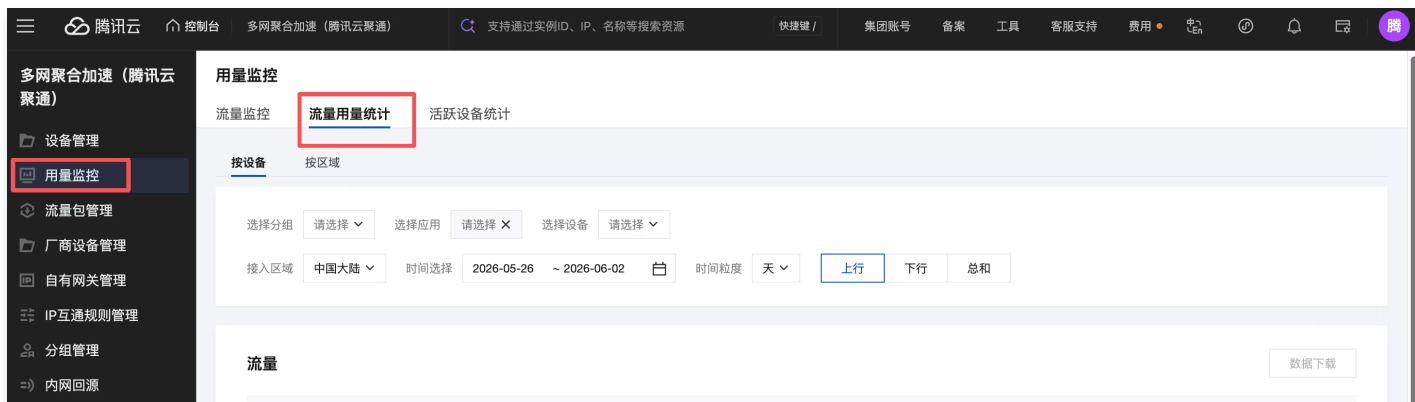 腾讯云 控制台 多网聚合加速（腾讯云聚通） 支持通过实例ID、IP、名称等搜索资源 快捷键 / 集团账号 备案 工具 客服支持 费用 中 En 腾
多网聚合加速（腾讯云
聚通）
设备管理
用量监控
流量包管理
厂商设备管理
自有网关管理
IP互通规则管理
分组管理
内网回源
用量监控
流量监控 流量用量统计 活跃设备统计
按设备 按区域
选择分组 请选择 选择应用 请选择 选择设备 请选择
接入区域 中国大陆 时间选择 2026-05-26 ~ 2026-06-02 时间粒度 天 上行 下行 总和
流量 数据下载